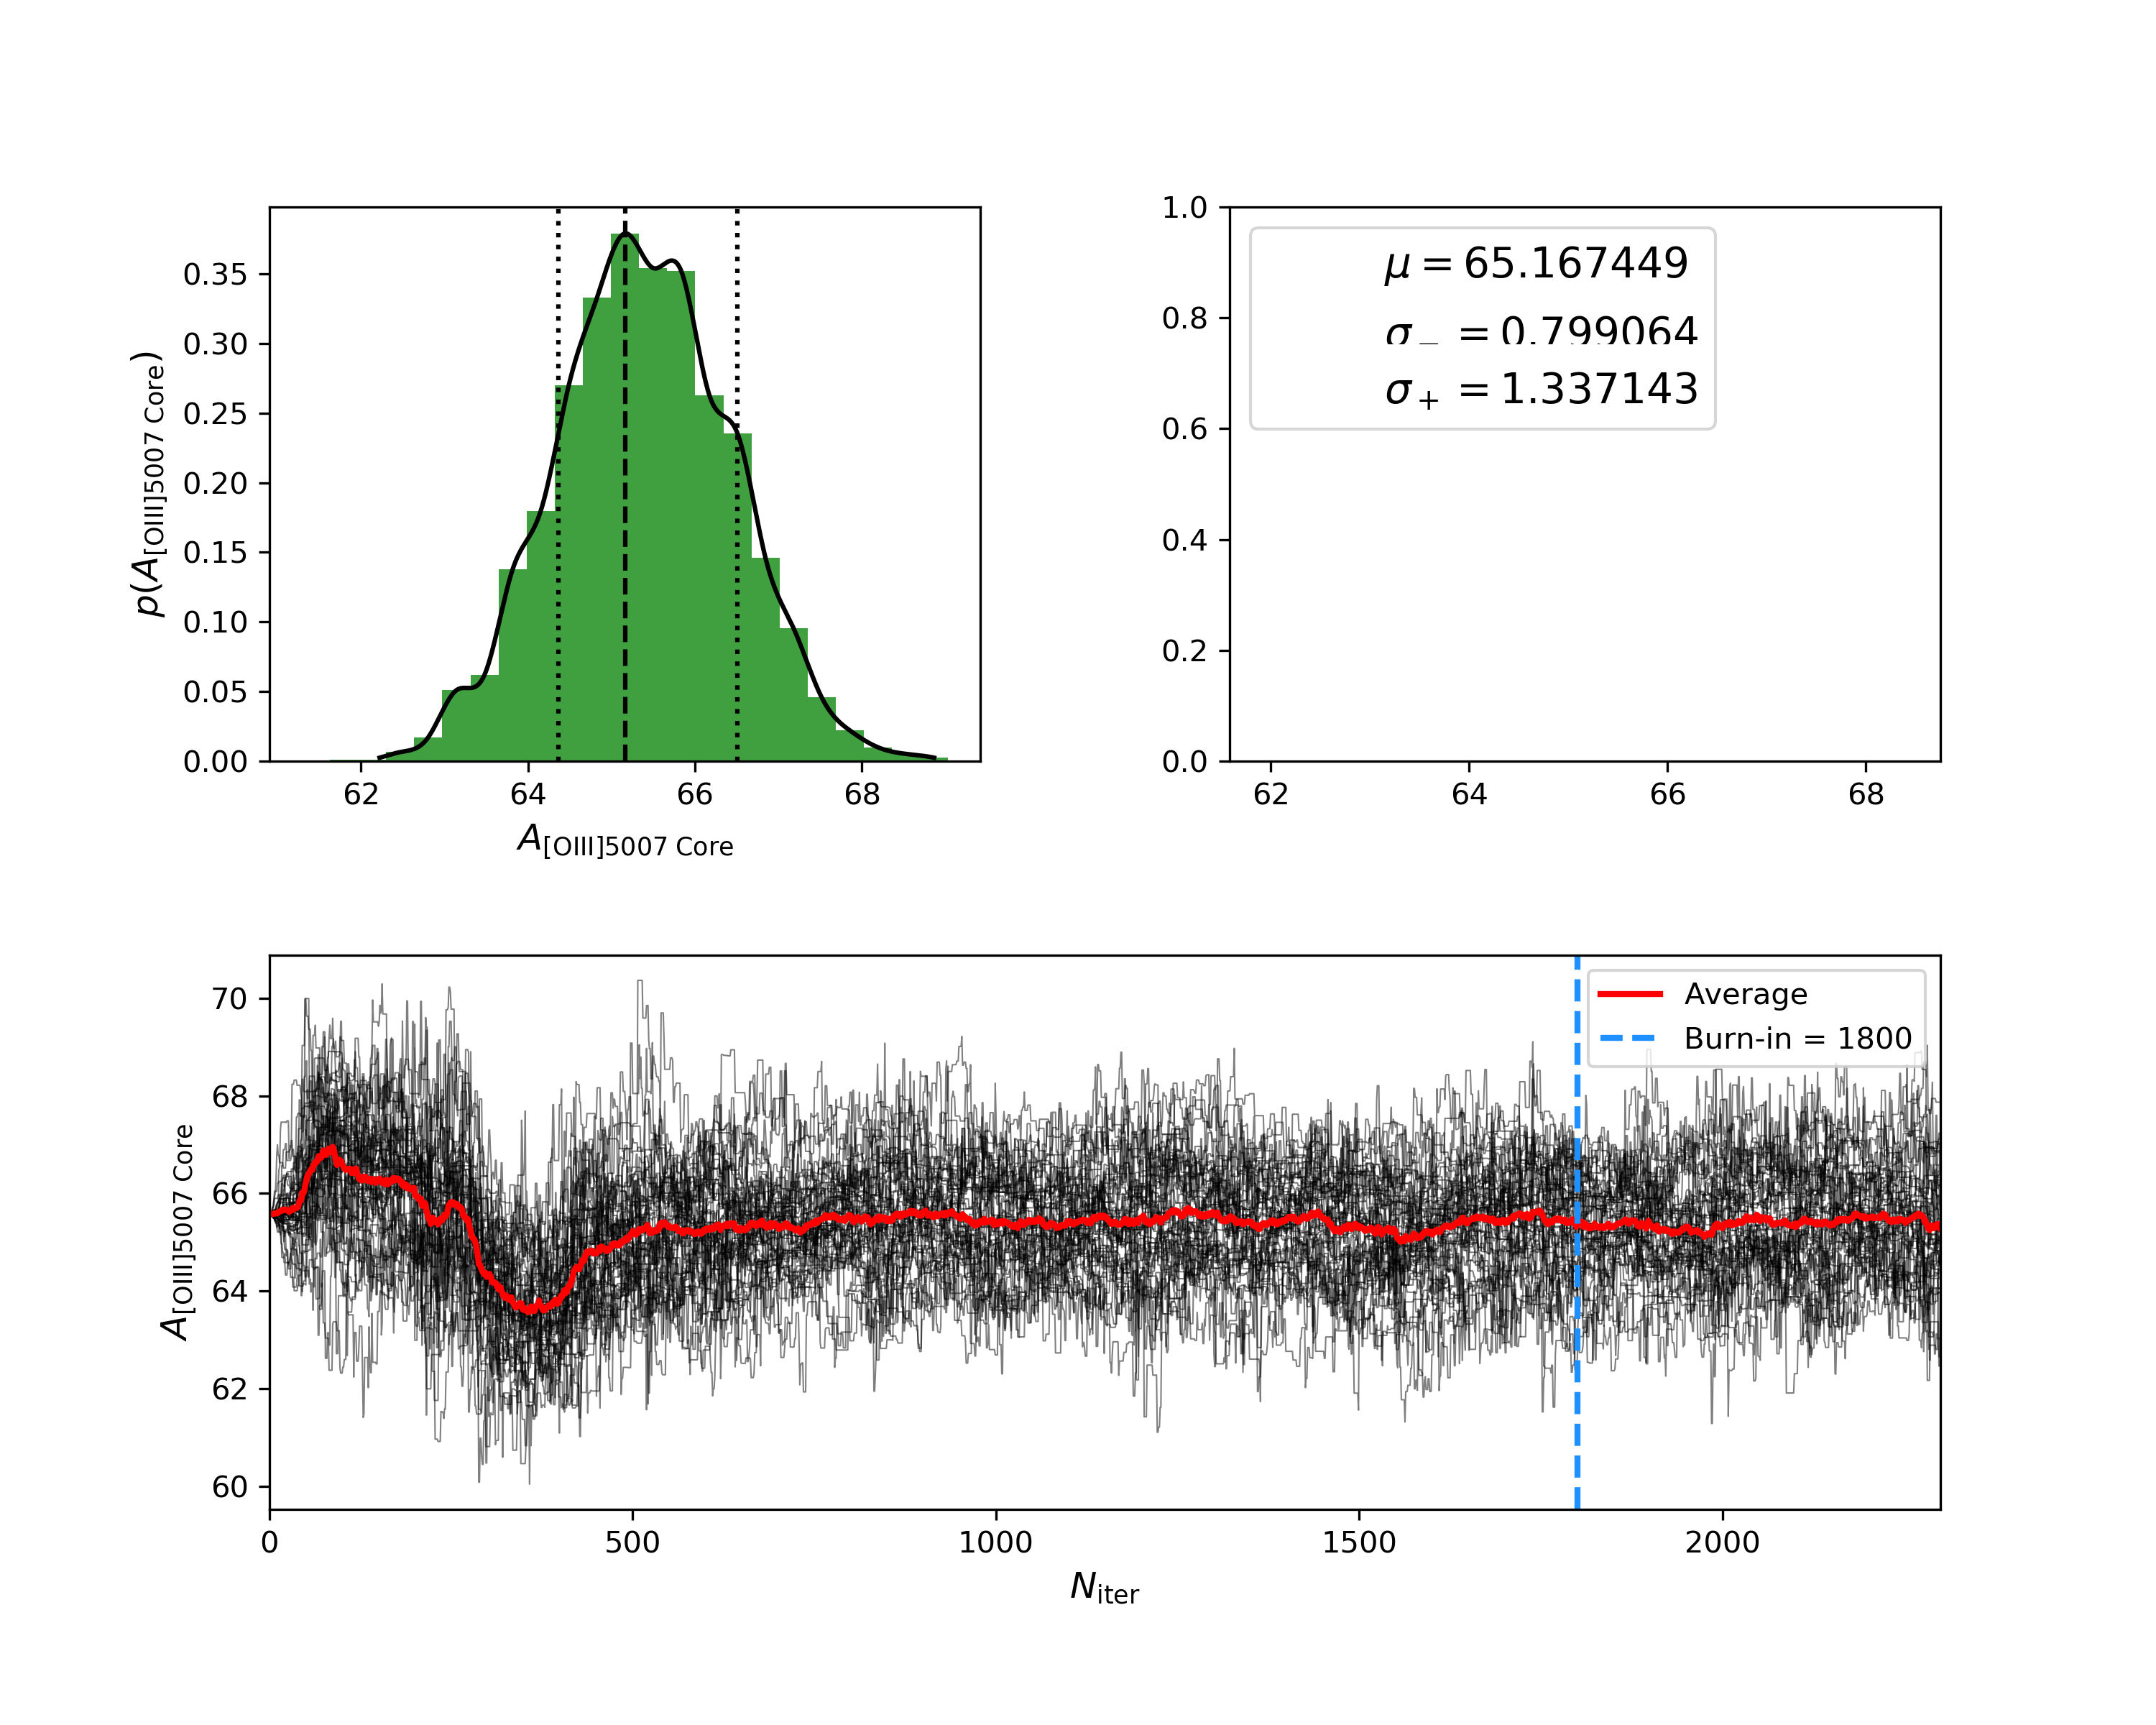 0.35
0.30
0.25
0.20
0.15
0.10
0.05
0.00
p(A[OIII]5007 Core)
62 64 66 68
A[OIII]5007 Core
1.0
0.8
0.6
0.4
0.2
0.0
μ = 65.167449
σ− = 0.799064
σ+ = 1.337143
62 64 66 68
70
68
66
64
62
60
A[OIII]5007 Core
Average
Burn-in = 1800
0 500 1000 1500 2000
Niter